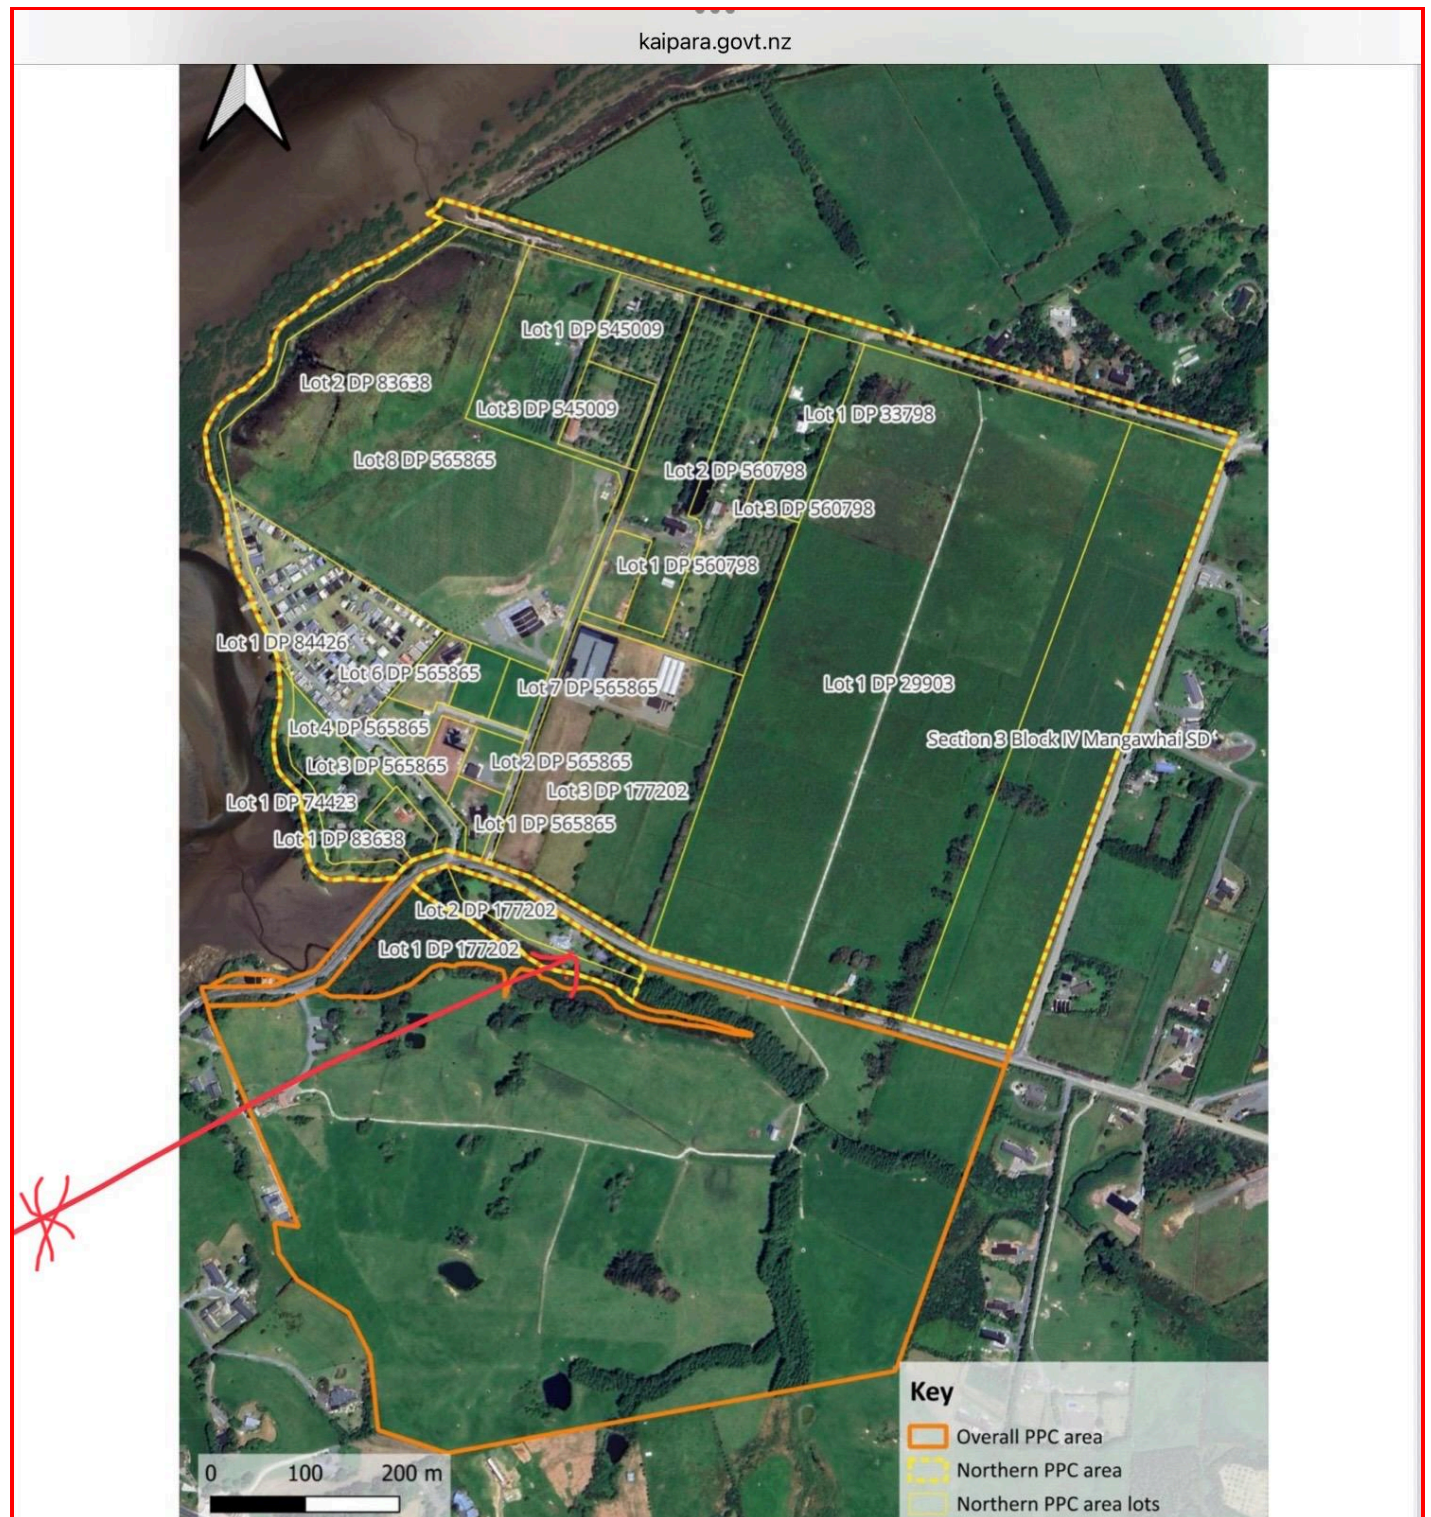 kaipara.govt.nz
Lot 1 DP 545009
Lot 2 DP 83638
Lot 3 DP 545009
Lot 1 DP 33798
Lot 8 DP 565865
Lot 2 DP 560798
Lot 3 DP 560798
Lot 1 DP 560798
Lot 1 DP 84426
Lot 6 DP 565865
Lot 7 DP 565865
Lot 1 DP 29903
Lot 4 DP 565865
Section 3 Block IV Mangawhai SD
Lot 3 DP 565865
Lot 2 DP 565865
Lot 3 DP 177202
Lot 1 DP 74423
Lot 1 DP 565865
Lot 1 DP 83638
Lot 2 DP 177202
Lot 1 DP 177202
Key
Overall PPC area
Northern PPC area
Northern PPC area lots
0 100 200 m